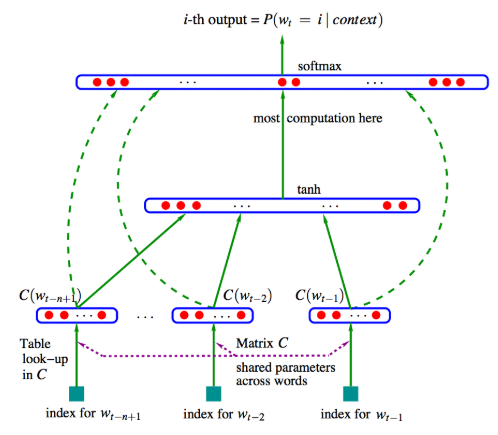 i-th output = P(w_t = i | context)
softmax
. . .
. . .
most computation here
tanh
. . .
. . .
C(w_{t−n+1})
C(w_{t−2})
C(w_{t−1})
. . .
. . .
. . .
. . .
Table
look−up
in C
Matrix C
shared parameters
across words
index for w_{t−n+1}
index for w_{t−2}
index for w_{t−1}